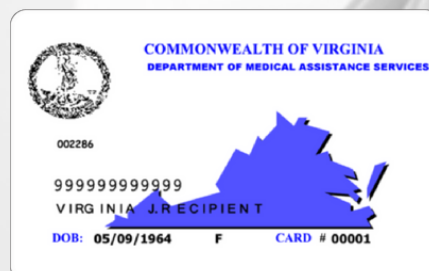 COMMONWEALTH OF VIRGINIA
DEPARTMENT OF MEDICAL ASSISTANCE SERVICES
002286
999999999999
VIRGINIA J.RECIPIENT
DOB: 05/09/1964 F CARD # 00001